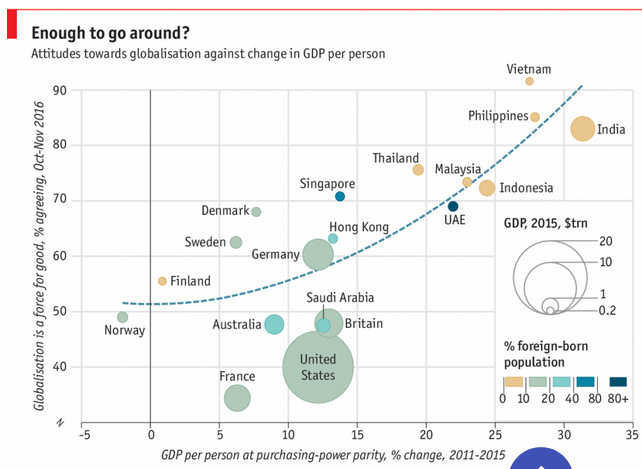 Enough to go around?
Attitudes towards globalisation against change in GDP per person
Globalisation is a force for good, % agreeing, Oct-Nov 2016
90
80
70
60
50
40
Vietnam
Philippines
India
Thailand
Malaysia
Indonesia
Singapore
UAE
Denmark
Hong Kong
Sweden
Germany
Finland
Saudi Arabia
Norway
Australia
Britain
United
States
France
GDP, 2015, $trn
20
10
1
0.2
% foreign-born
population
0 10 20 40 80 80+
-5 0 5 10 15 20 25 30 35
GDP per person at purchasing-power parity, % change, 2011-2015